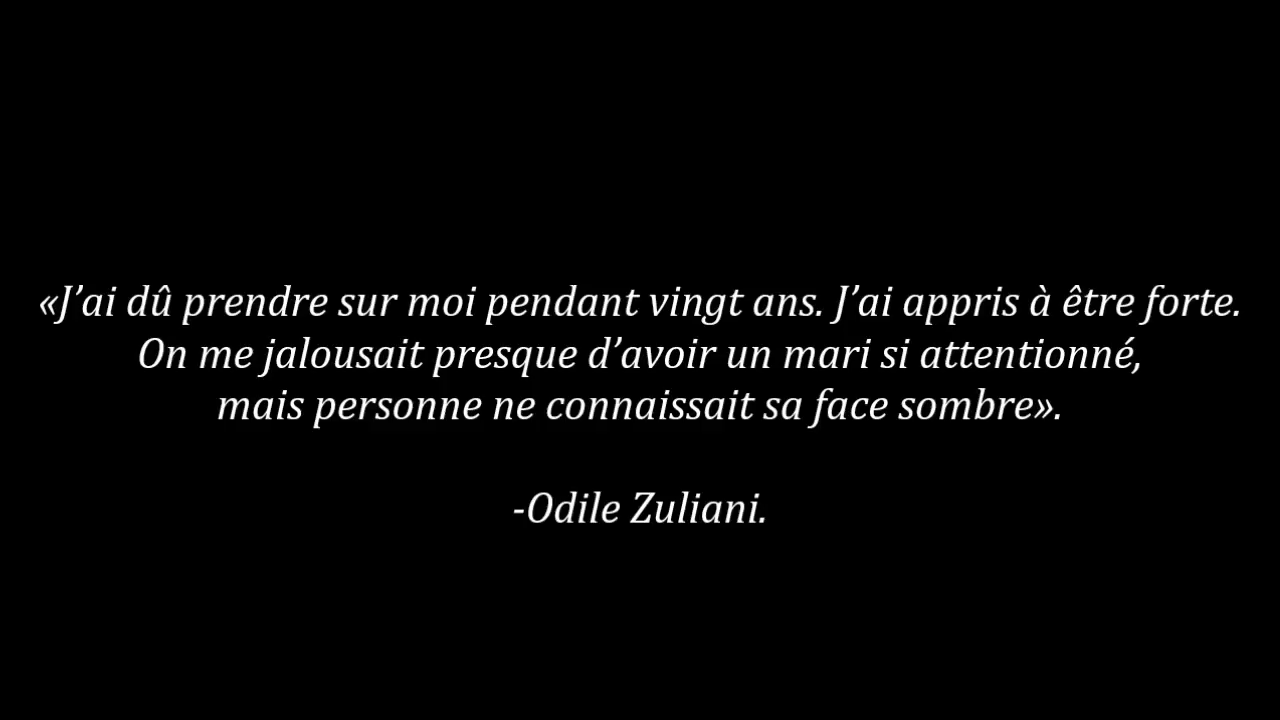 «J’ai dû prendre sur moi pendant vingt ans. J’ai appris à être forte.
On me jalousait presque d’avoir un mari si attentionné,
mais personne ne connaissait sa face sombre».
-Odile Zuliani.